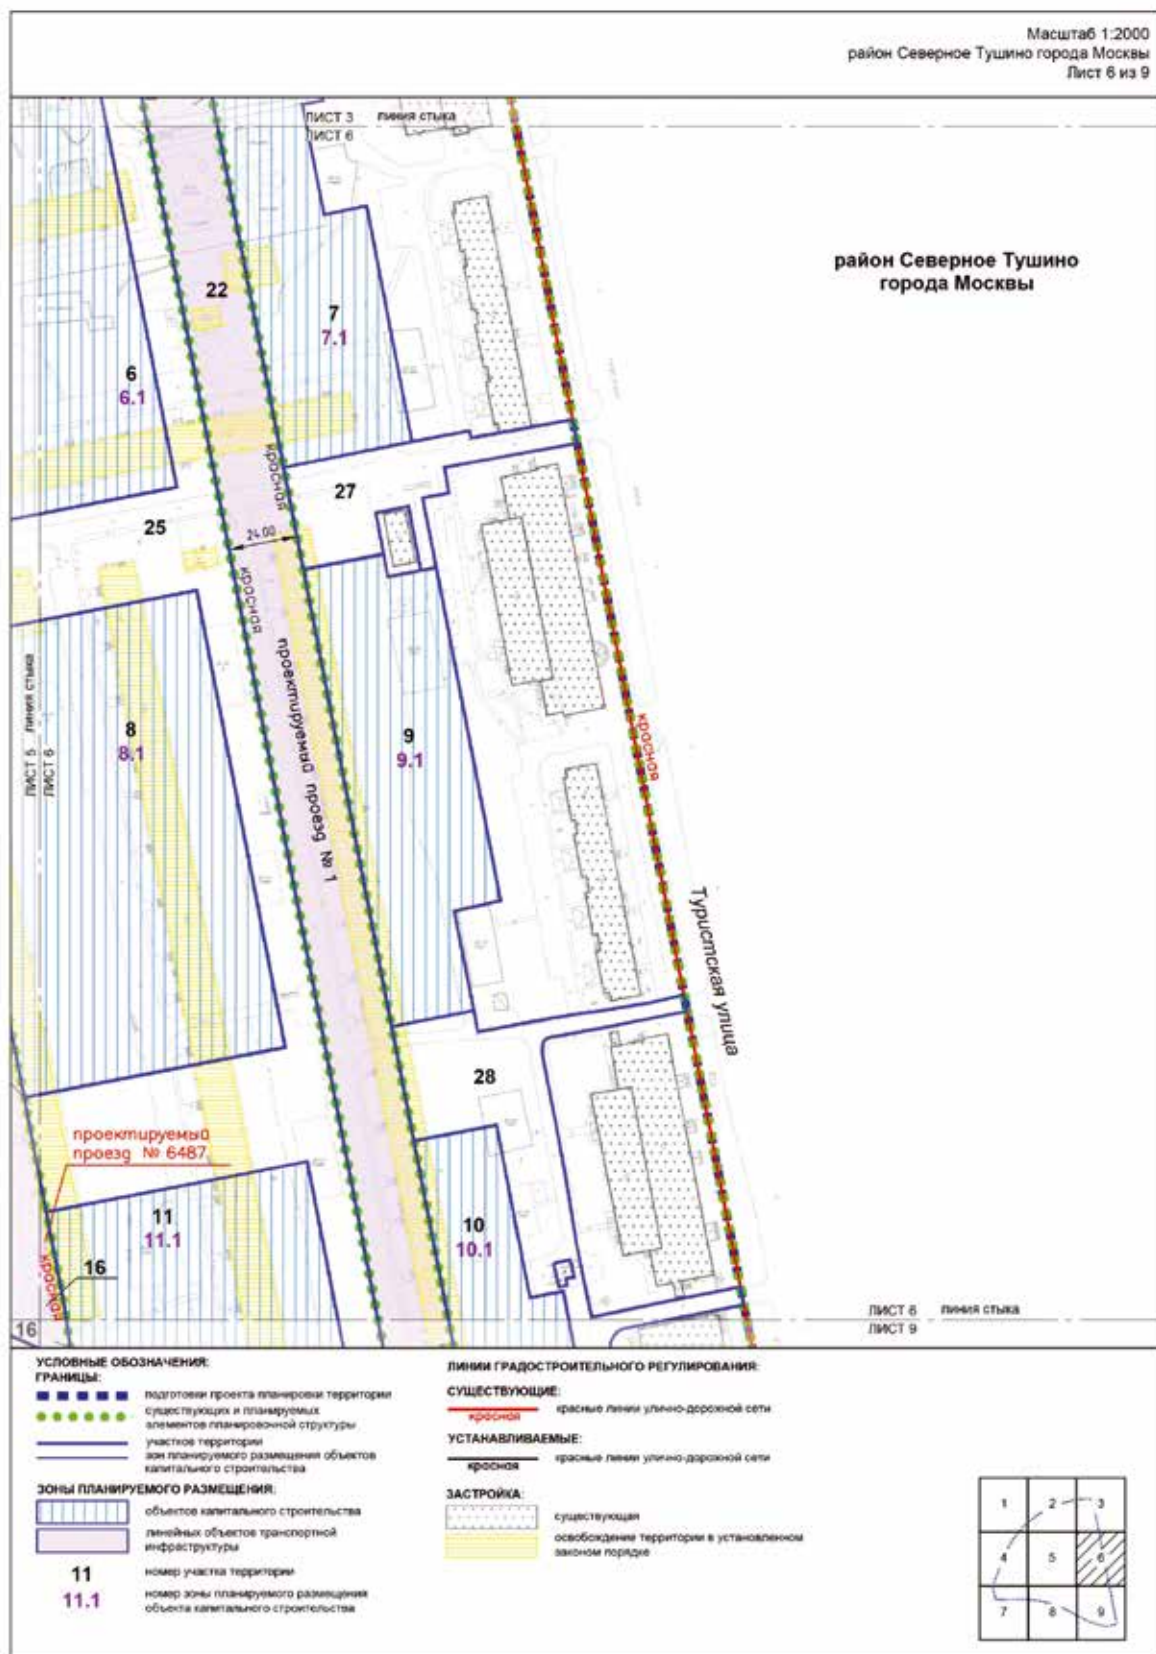 Масштаб 1:2000
район Северное Тушино города Москвы
Лист 6 из 9
ЛИСТ 3 линия стыка
ЛИСТ 6
район Северное Тушино
города Москвы
22
7
7.1
6
6.1
красная
27
25
24.00
красная
проектируемый проезд № 1
8
8.1
9
9.1
красная
ЛИСТ 5 линия стыка
ЛИСТ 6
Туристская улица
28
проектируемый
проезд № 6487
11
11.1
10
10.1
красная
16
16
ЛИСТ 6 линия стыка
ЛИСТ 9
УСЛОВНЫЕ ОБОЗНАЧЕНИЯ:
ГРАНИЦЫ:
подготовки проекта планировки территории
существующих и планируемых
элементов планировочной структуры
участков территории
зон планируемого размещения объектов
капитального строительства
ЗОНЫ ПЛАНИРУЕМОГО РАЗМЕЩЕНИЯ:
объектов капитального строительства
линейных объектов транспортной
инфраструктуры
11 номер участка территории
11.1 номер зоны планируемого размещения
объекта капитального строительства
ЛИНИИ ГРАДОСТРОИТЕЛЬНОГО РЕГУЛИРОВАНИЯ:
СУЩЕСТВУЮЩИЕ:
красная красные линии улично-дорожной сети
УСТАНАВЛИВАЕМЫЕ:
красная красные линии улично-дорожной сети
ЗАСТРОЙКА:
существующая
освобождение территории в установленном
законом порядке
1 2 3
4 5 6
7 8 9